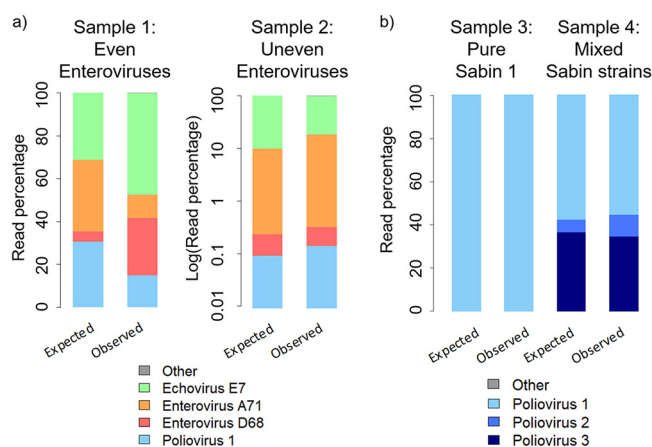 a)
Sample 1:
Even
Enteroviruses
Sample 2:
Uneven
Enteroviruses
Read percentage
100
80
60
40
20
0
Expected
Observed
Log(Read percentage)
100
10
1
0.1
0.01
Expected
Observed
Other
Echovirus E7
Enterovirus A71
Enterovirus D68
Poliovirus 1
b)
Sample 3:
Pure
Sabin 1
Sample 4:
Mixed
Sabin strains
Read percentage
100
80
60
40
20
0
Expected
Observed
Expected
Observed
Other
Poliovirus 1
Poliovirus 2
Poliovirus 3